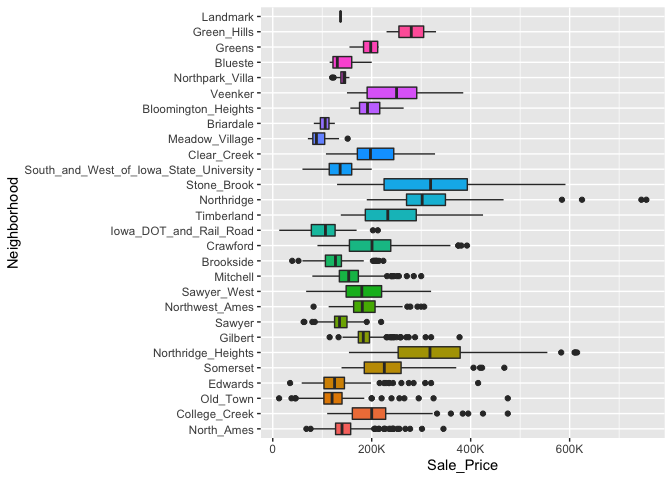 Landmark
Green_Hills
Greens
Blueste
Northpark_Villa
Veenker
Bloomington_Heights
Briardale
Meadow_Village
Clear_Creek
South_and_West_of_Iowa_State_University
Stone_Brook
Northridge
Timberland
Iowa_DOT_and_Rail_Road
Crawford
Brookside
Mitchell
Sawyer_West
Northwest_Ames
Sawyer
Gilbert
Northridge_Heights
Somerset
Edwards
Old_Town
College_Creek
North_Ames
Neighborhood
0 200K 400K 600K
Sale_Price